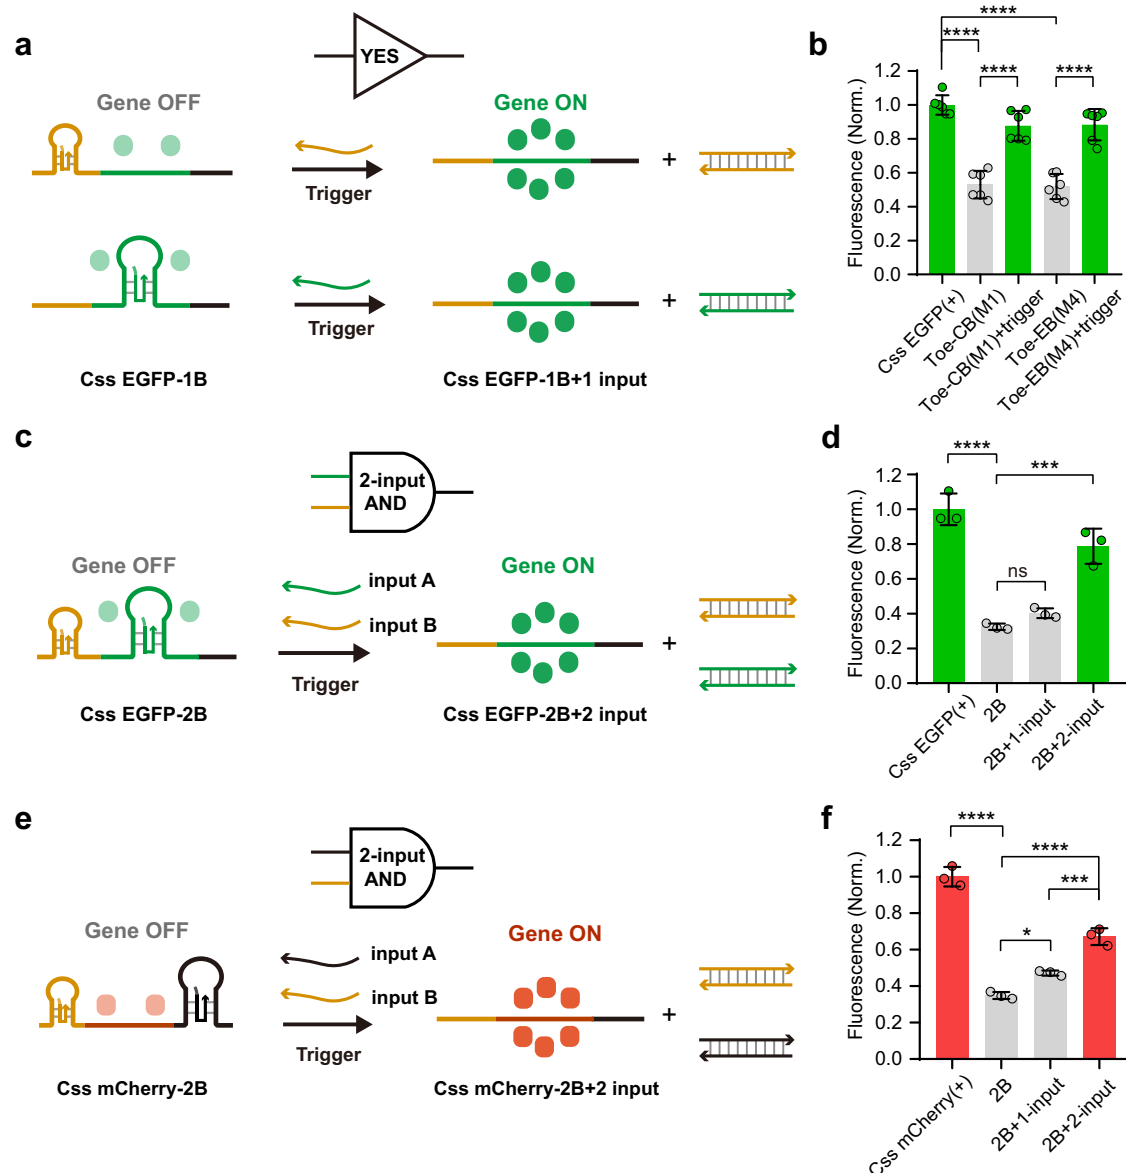 a
YES
Gene OFF
Gene ON
Trigger
+
Trigger
+
Css EGFP-1B
Css EGFP-1B+1 input
b
****
****
****
****
Fluorescence (Norm.)
1.2
1.0
0.8
0.6
0.4
0.2
0.0
Css EGFP(+)
Toe-CB(M1)
Toe-CB(M1)+trigger
Toe-EB(M4)
Toe-EB(M4)+trigger
c
2-input
AND
Gene OFF
input A
input B
Gene ON
Trigger
+
Css EGFP-2B
Css EGFP-2B+2 input
d
****
***
ns
Fluorescence (Norm.)
1.2
1.0
0.8
0.6
0.4
0.2
0.0
Css EGFP(+)
2B
2B+1-input
2B+2-input
e
2-input
AND
Gene OFF
input A
input B
Gene ON
Trigger
+
Css mCherry-2B
Css mCherry-2B+2 input
f
****
****
***
*
Fluorescence (Norm.)
1.2
1.0
0.8
0.6
0.4
0.2
0.0
Css mCherry(+)
2B
2B+1-input
2B+2-input